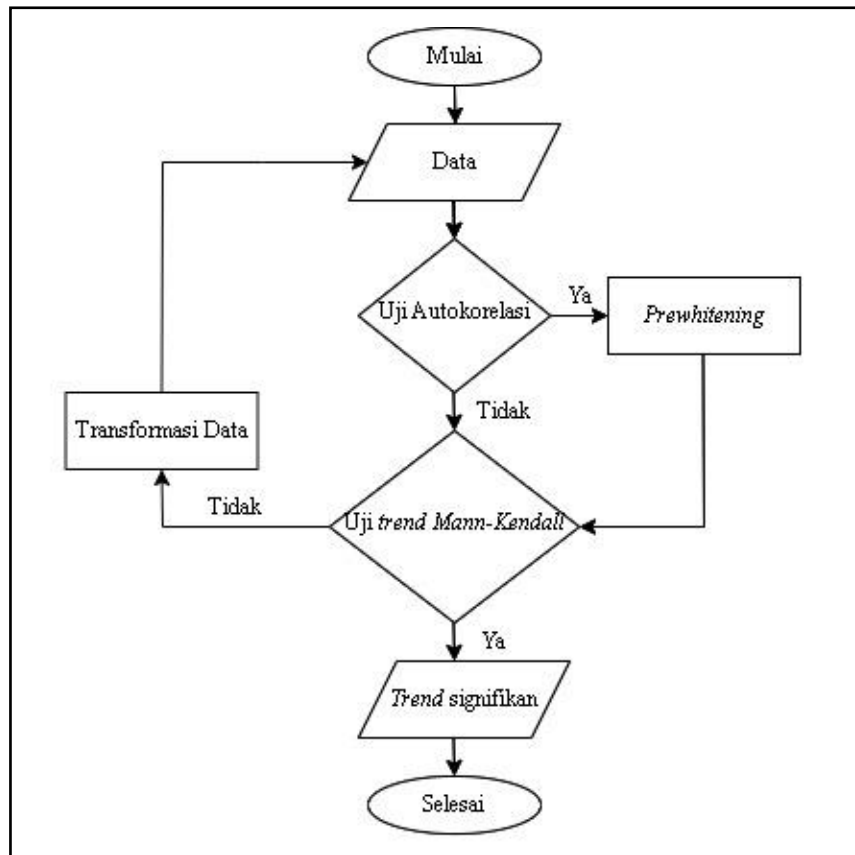 Mulai
Data
Uji Autokorelasi
Ya
Prewhitening
Tidak
Transformasi Data
Tidak
Uji trend Mann-Kendall
Ya
Trend signifikan
Selesai